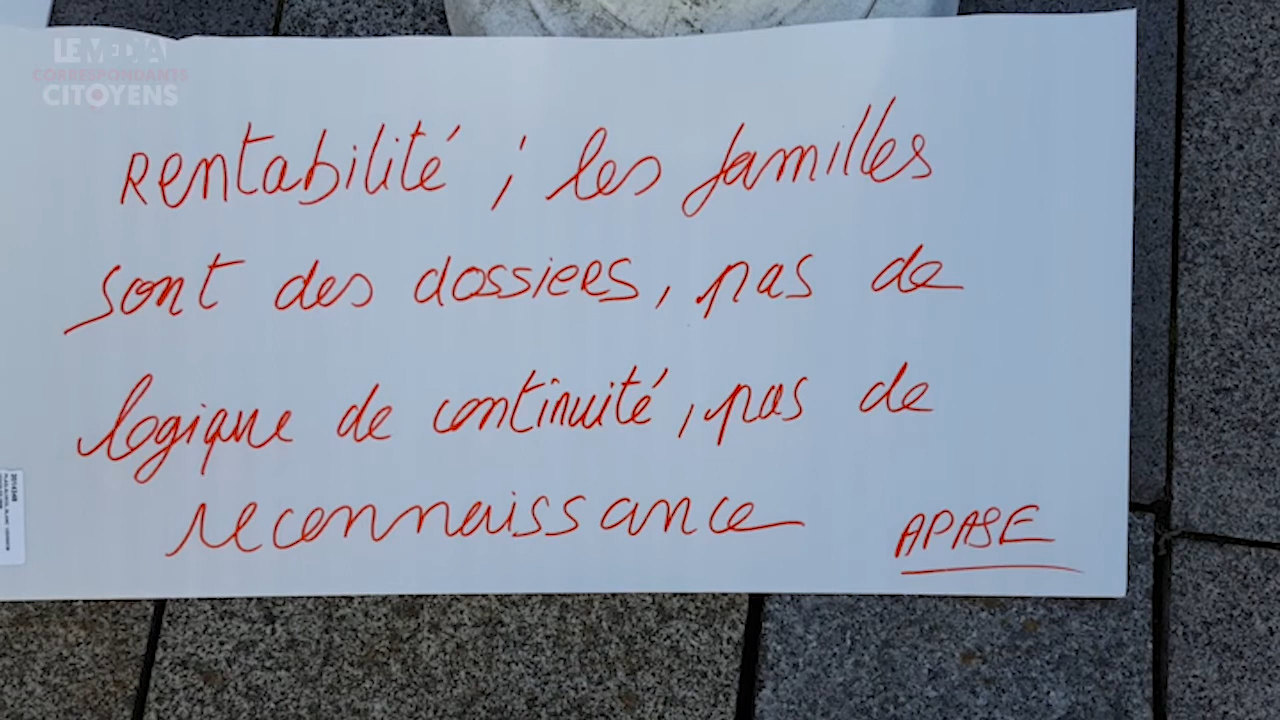 LE MEDIA
CORRESPONDANTS
CITOYENS
Rentabilité ; les familles
sont des dossiers, pas de
logique de continuité, pas de
reconnaissance
APASE